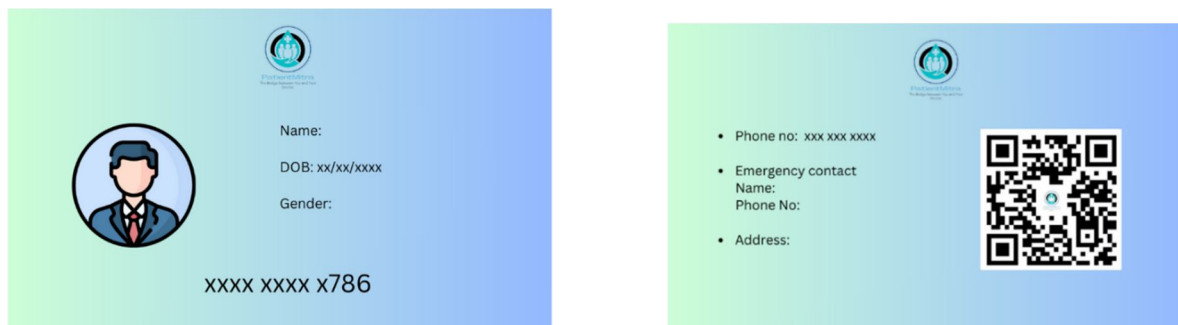 PatientMitra
Name:
DOB: xx/xx/xxxx
Gender:
xxxx xxxx x786
PatientMitra
• Phone no: xxx xxx xxxx
• Emergency contact
Name:
Phone No:
• Address: